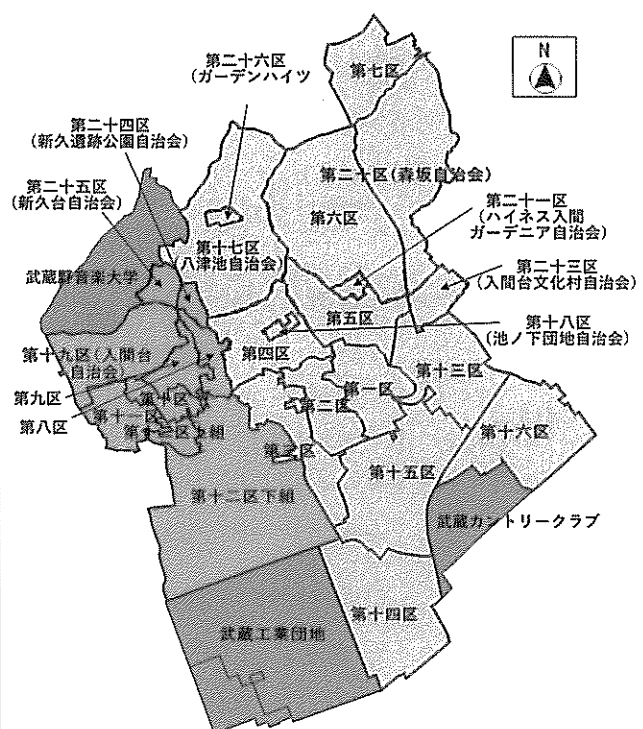 第七区
N
第二十六区
(ガーデンハイツ)
第二十四区
(新久遺跡公園自治会)
第二十区(森坂自治会)
第二十五区
(新久台自治会)
第六区
第二十一区
(ハイネス入間
ガーデニア自治会)
第十七区
八津池自治会)
武蔵野音楽大学
第二十三区
(入間台文化村自治会)
第五区
第十八区
(池ノ下団地自治会)
第四区
第十九区(入間台
自治会)
第十三区
第一区
第九区
第十区
第二区
第十一区
第八区
第十六区
第三区
第十五区
第十二区下組
武蔵カントリークラブ
第十四区
武蔵工業団地